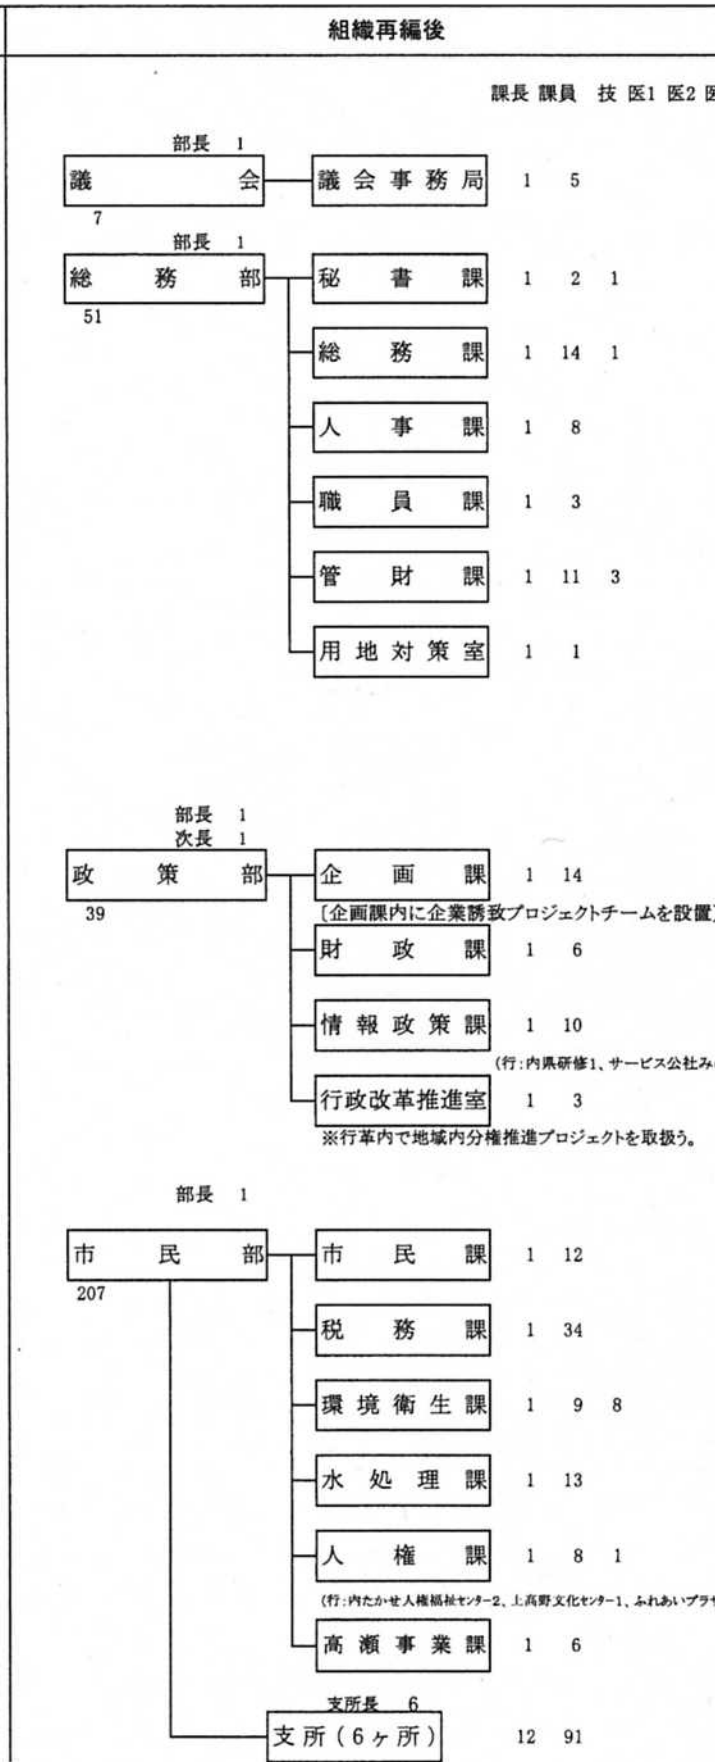 組織再編後
課長 課員 技 医1 医2
部長 1
議会 議会事務局 1 5
7
部長 1
総務部 秘書課 1 2 1
51
総務課 1 14 1
人事課 1 8
職員課 1 3
管財課 1 11 3
用地対策室 1 1
部長 1
次長 1
政策部 企画課 1 14
39
[企画課内に企業誘致プロジェクトチームを設置]
財政課 1 6
情報政策課 1 10
(行:内県研修1、サービス公社み
行政改革推進室 1 3
※行革内で地域内分権推進プロジェクトを取扱う。
部長 1
市民部 市民課 1 12
207
税務課 1 34
環境衛生課 1 9 8
水処理課 1 13
人権課 1 8 1
(行:内たかせ人権福祉センター2、上高野文化センター1、ふれあいプラザ
高瀬事業課 1 6
支所長 6
支所(6ヶ所) 12 91